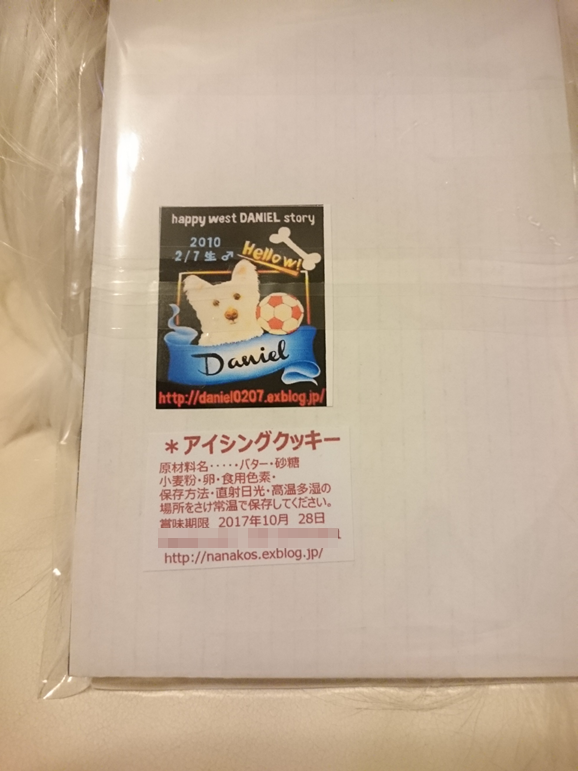 happy west DANIEL story
2010
2/7生♂
Hellow!
Daniel
http://daniel0207.exblog.jp/
*アイシングクッキー
原材料名・・・・・バター・砂糖
小麦粉・卵・食用色素・
保存方法・直射日光・高温多湿の
場所をさけ常温で保存してください。
賞味期限 2017年10月 28日
http://nanakos.exblog.jp/